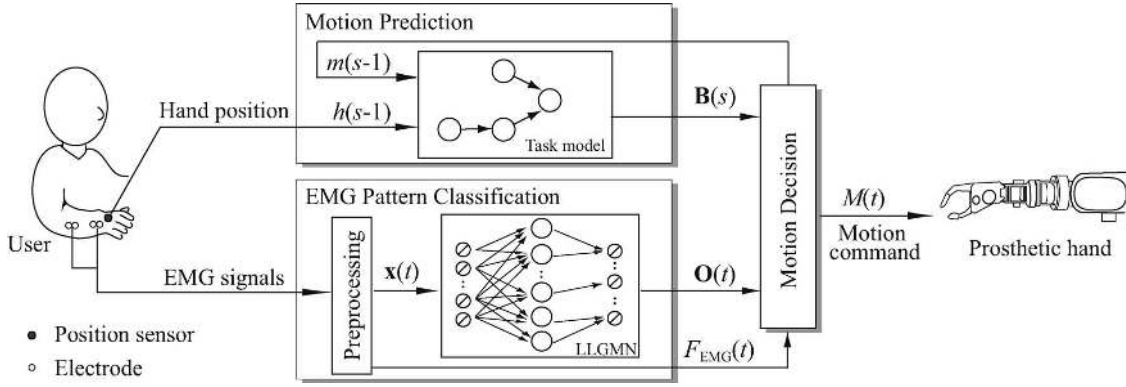 Motion Prediction
m(s-1)
Hand position
h(s-1)
Task model
B(s)
EMG Pattern Classification
User
EMG signals
Preprocessing
x(t)
LLGMN
O(t)
F_EMG(t)
Motion Decision
M(t)
Motion
command
Prosthetic hand
Position sensor
Electrode